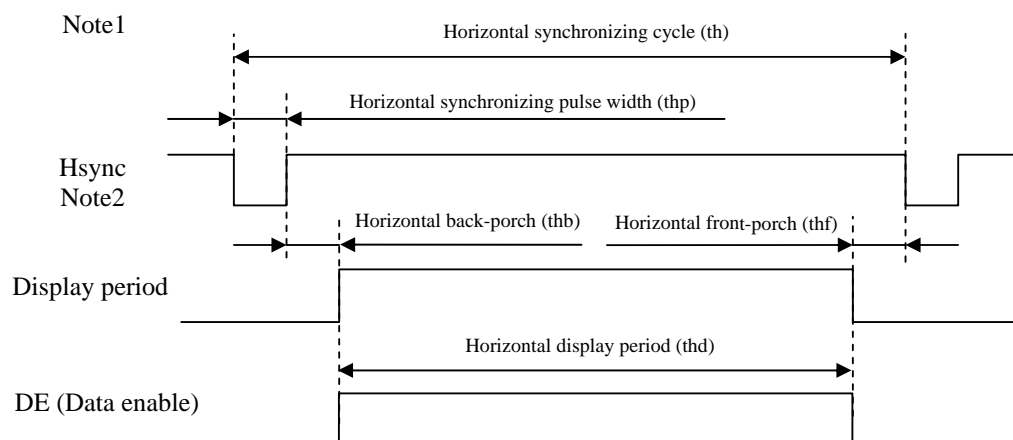 Note1
Horizontal synchronizing cycle (th)
Horizontal synchronizing pulse width (thp)
Hsync
Note2
Horizontal back-porch (thb)
Horizontal front-porch (thf)
Display period
Horizontal display period (thd)
DE (Data enable)